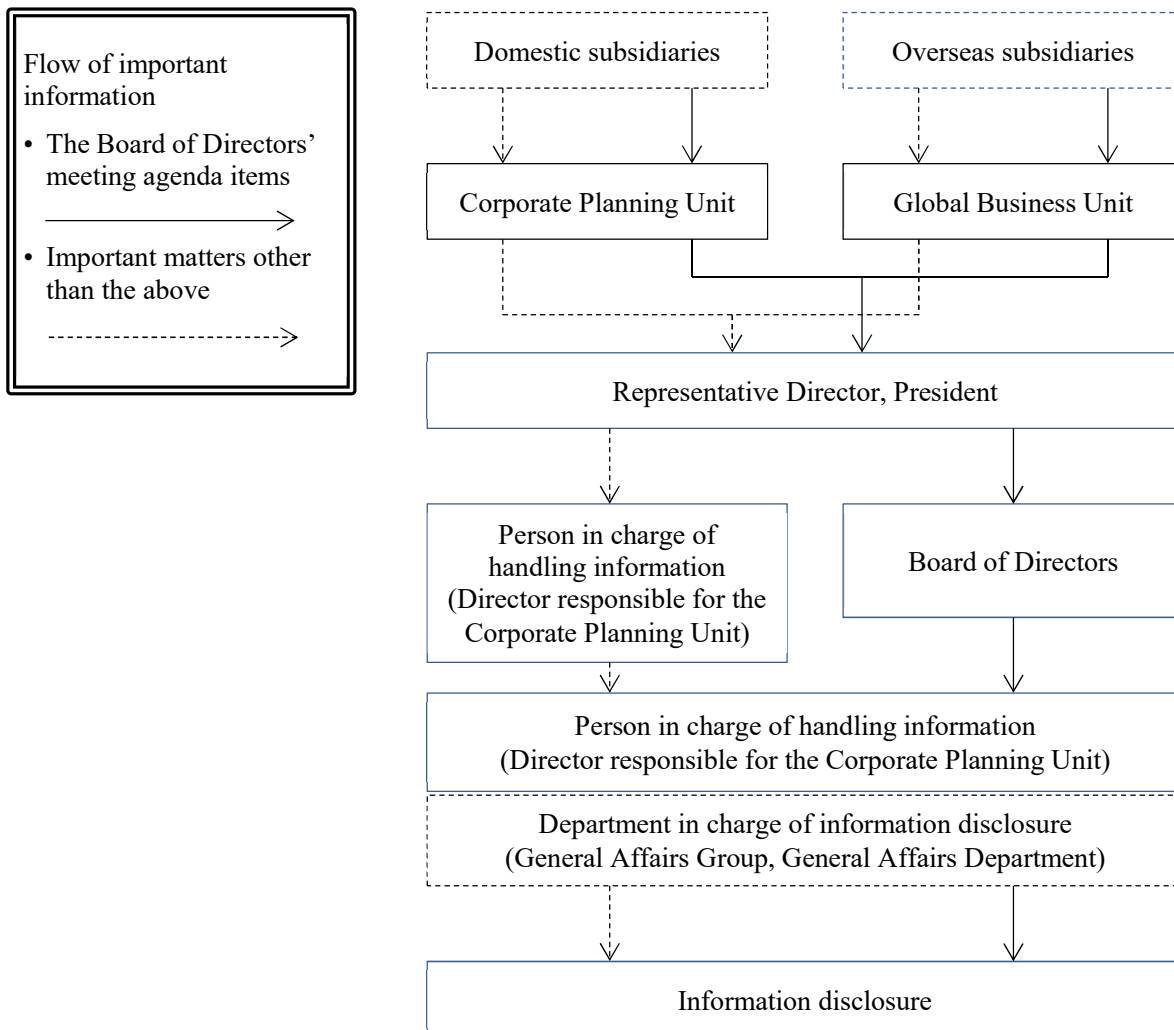 Flow of important
information
• The Board of Directors’
meeting agenda items
• Important matters other
than the above
Domestic subsidiaries
Overseas subsidiaries
Corporate Planning Unit
Global Business Unit
Representative Director, President
Person in charge of
handling information
(Director responsible for the
Corporate Planning Unit)
Board of Directors
Person in charge of handling information
(Director responsible for the Corporate Planning Unit)
Department in charge of information disclosure
(General Affairs Group, General Affairs Department)
Information disclosure